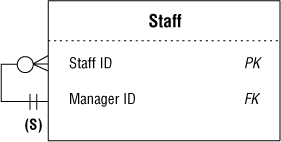 Staff
Staff ID PK
Manager ID FK
(S)